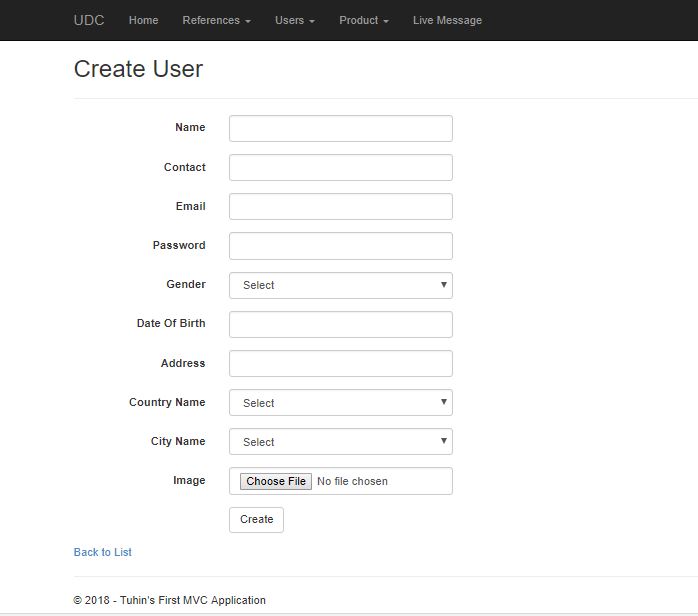 UDC Home References Users Product Live Message
Create User
Name
Contact
Email
Password
Gender Select
Date Of Birth
Address
Country Name Select
City Name Select
Image Choose File No file chosen
Create
Back to List
© 2018 - Tuhin's First MVC Application